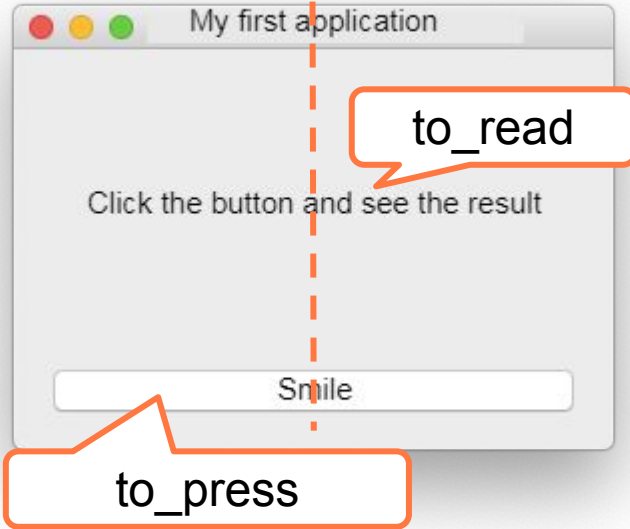 My first application
to_read
Click the button and see the result
Smile
to_press